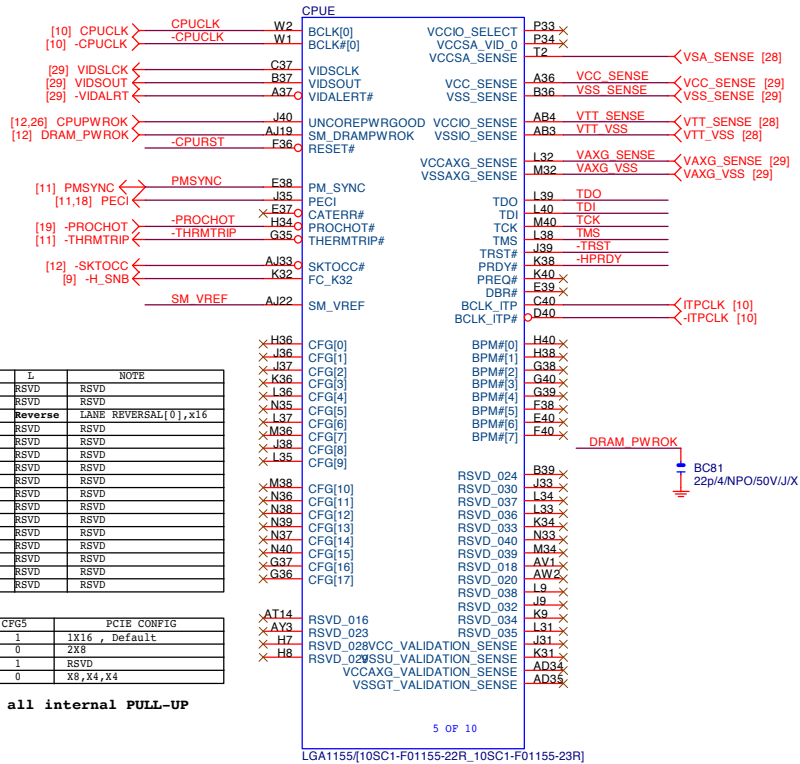 CPUE
[10] CPUCLK CPUCLK W2 BCLK[0] VCCIO_SELECT P33
[10] -CPUCLK -CPUCLK W1 BCLK#[0] VCCSA_VID_0 P34
VCCSA_SENSE T2 VSA_SENSE [28]
[29] VIDSLCK C37 VIDSCLK
[29] VIDSOUT B37 VIDSOUT VCC_SENSE A36 VCC_SENSE VCC_SENSE [29]
[29] -VIDALRT A37 VIDALERT# VSS_SENSE B36 VSS_SENSE VSS_SENSE [29]
[12,26] CPUPWROK J40 UNCOREPWRGOOD VCCIO_SENSE AB4 VTT_SENSE VTT_SENSE [28]
[12] DRAM_PWROK AJ19 SM_DRAMPWROK VSSIO_SENSE AB3 VTT_VSS VTT_VSS [28]
-CPURST F36 RESET#
VCCAXG_SENSE L32 VAXG_SENSE VAXG_SENSE [29]
VSSAXG_SENSE M32 VAXG_VSS VAXG_VSS [29]
[11] PMSYNC PMSYNC E38 PM_SYNC
[11,18] PECI J35 PECI TDO L39 TDO
E37 CATERR# TDI L40 TDI
[19] -PROCHOT -PROCHOT H34 PROCHOT# TCK M40 TCK
[11] -THRMTRIP -THRMTRIP G35 THERMTRIP# TMS L38 TMS
TRST# J39 -TRST
[12] -SKTOCC AJ33 SKTOCC# PRDY# K38 -HPRDY
[9] -H_SNB K32 FC_K32 PREQ# K40
DBR# E39
SM_VREF AJ22 SM_VREF BCLK_ITP C40 ITPCLK [10]
BCLK_ITP# D40 -ITPCLK [10]
H36 CFG[0] BPM#[0] H40
J36 CFG[1] BPM#[1] H38
J37 CFG[2] BPM#[2] G38
K36 CFG[3] BPM#[3] G40
L36 CFG[4] BPM#[4] G39
N35 CFG[5] BPM#[5] F38
L37 CFG[6] BPM#[6] E40
M36 CFG[7] BPM#[7] F40
J38 CFG[8]
L35 CFG[9]
DRAM_PWROK
BC81
22p/4/NPO/50V/J/X
M38 CFG[10]
N36 CFG[11]
N38 CFG[12]
N39 CFG[13]
N37 CFG[14]
N40 CFG[15]
G37 CFG[16]
G36 CFG[17]
RSVD_024 B39
RSVD_030 J33
RSVD_037 L34
RSVD_036 L33
RSVD_033 K34
RSVD_040 N33
RSVD_039 M34
RSVD_018 AV1
RSVD_020 AW2
RSVD_038 L9
RSVD_032 J9
AT14 RSVD_016 RSVD_034 K9
AY3 RSVD_023 RSVD_035 L31
H7 RSVD_028 VCC_VALIDATION_SENSE J31
H8 RSVD_029 VSSU_VALIDATION_SENSE K31
VCCAXG_VALIDATION_SENSE AD34
VSSGT_VALIDATION_SENSE AD35
5 OF 10
LGA1155/[10SC1-F01155-22R_10SC1-F01155-23R]
L NOTE
RSVD RSVD
RSVD RSVD
Reverse LANE REVERSAL[0],x16
RSVD RSVD
RSVD RSVD
RSVD RSVD
RSVD RSVD
RSVD RSVD
RSVD RSVD
RSVD RSVD
RSVD RSVD
RSVD RSVD
RSVD RSVD
RSVD RSVD
RSVD RSVD
RSVD RSVD
CFG5 PCIE CONFIG
1 1X16 , Default
0 2X8
1 RSVD
0 X8,X4,X4
all internal PULL-UP